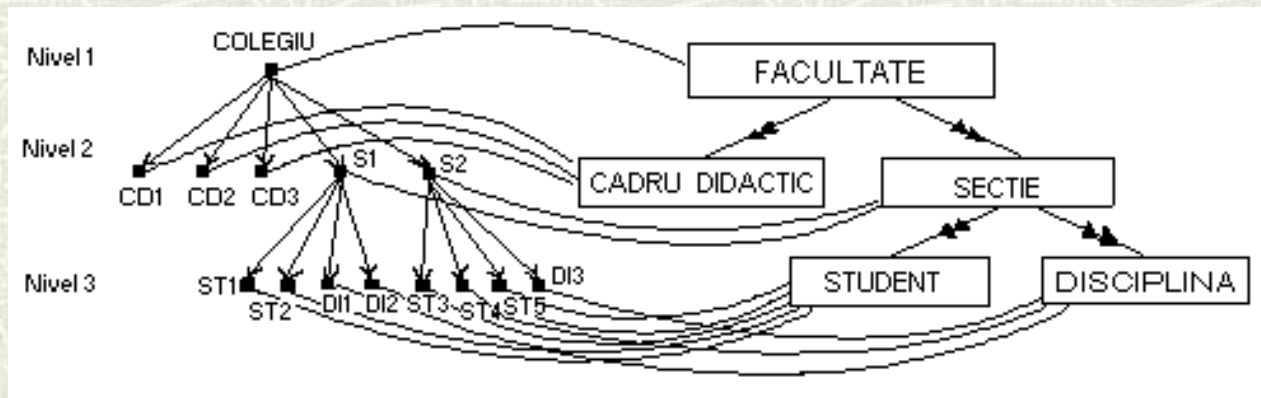 COLEGIU
Nivel 1
FACULTATE
Nivel 2
S1
S2
CD1
CD2
CD3
CADRU DIDACTIC
SECTIE
Nivel 3
ST1
ST2
DI1
DI2
ST3
ST4
ST5
DI3
STUDENT
DISCIPLINA